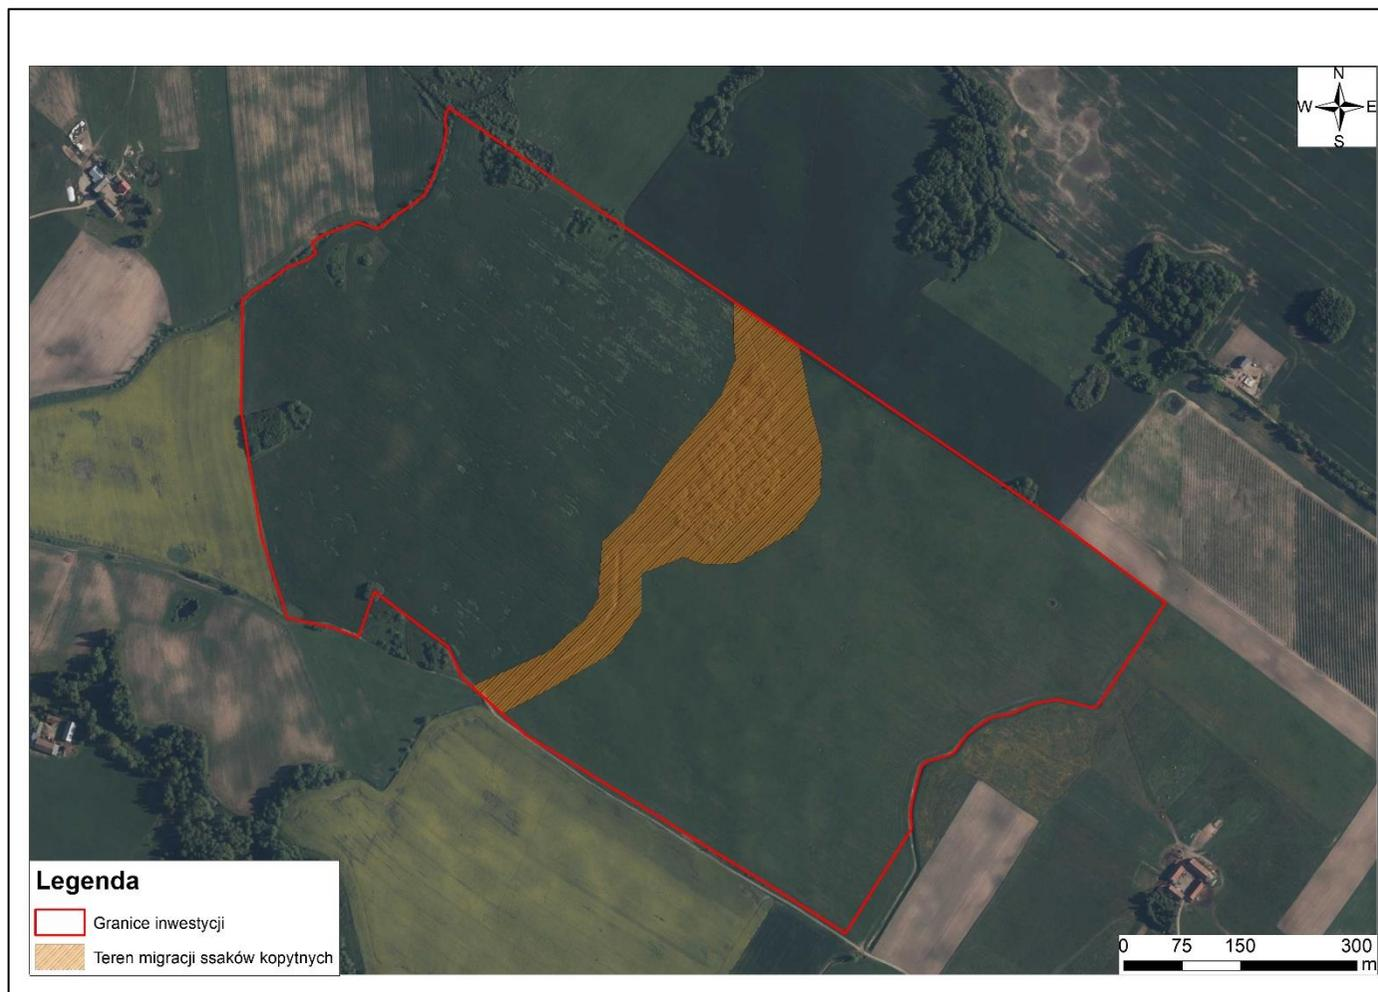 N
W E
S
Legenda
Granice inwestycji
Teren migracji ssaków kopytnych
0 75 150 300
m